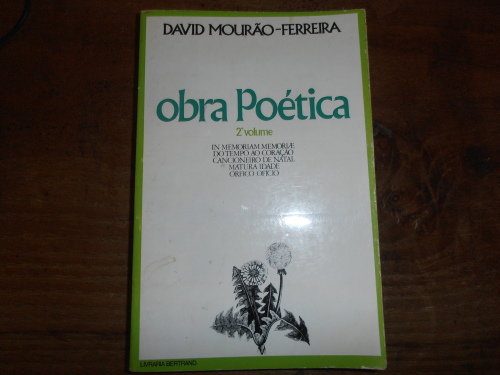 DAVID MOURÃO-FERREIRA
obra Poética
2º volume
IN MEMORIAM MEMORIÆ
DO TEMPO AO CORAÇÃO
CANCIONEIRO DE NATAL
MATURA IDADE
ÓRFICO OFÍCIO
LIVRARIA BERTRAND